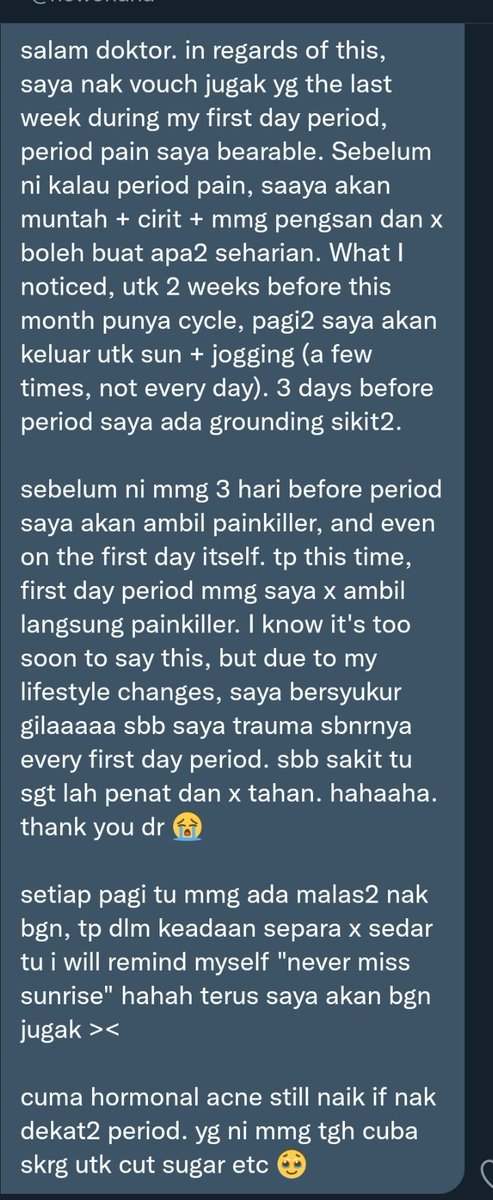 salam doktor. in regards of this,
saya nak vouch jugak yg the last
week during my first day period,
period pain saya bearable. Sebelum
ni kalau period pain, saaya akan
muntah + cirit + mmg pengsan dan x
boleh buat apa2 seharian. What I
noticed, utk 2 weeks before this
month punya cycle, pagi2 saya akan
keluar utk sun + jogging (a few
times, not every day). 3 days before
period saya ada grounding sikit2.
sebelum ni mmg 3 hari before period
saya akan ambil painkiller, and even
on the first day itself. tp this time,
first day period mmg saya x ambil
langsung painkiller. I know it's too
soon to say this, but due to my
lifestyle changes, saya bersyukur
gilaaaaa sbb saya trauma sbnrnya
every first day period. sbb sakit tu
sgt lah penat dan x tahan. hahaaha.
thank you dr 😭
setiap pagi tu mmg ada malas2 nak
bgn, tp dlm keadaan separa x sedar
tu i will remind myself "never miss
sunrise" hahah terus saya akan bgn
jugak ><
cuma hormonal acne still naik if nak
dekat2 period. yg ni mmg tgh cuba
skrg utk cut sugar etc 🥹